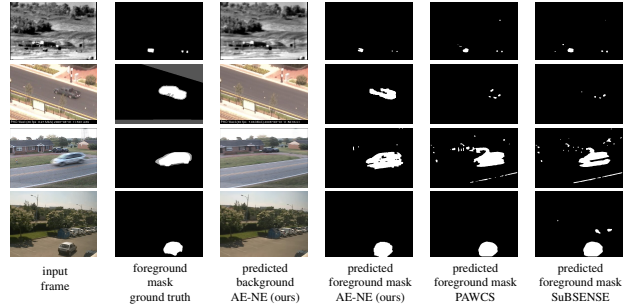 input
frame
foreground
mask
ground truth
predicted
background
AE-NE (ours)
predicted
foreground mask
AE-NE (ours)
predicted
foreground mask
PAWCS
predicted
foreground mask
SuBSENSE